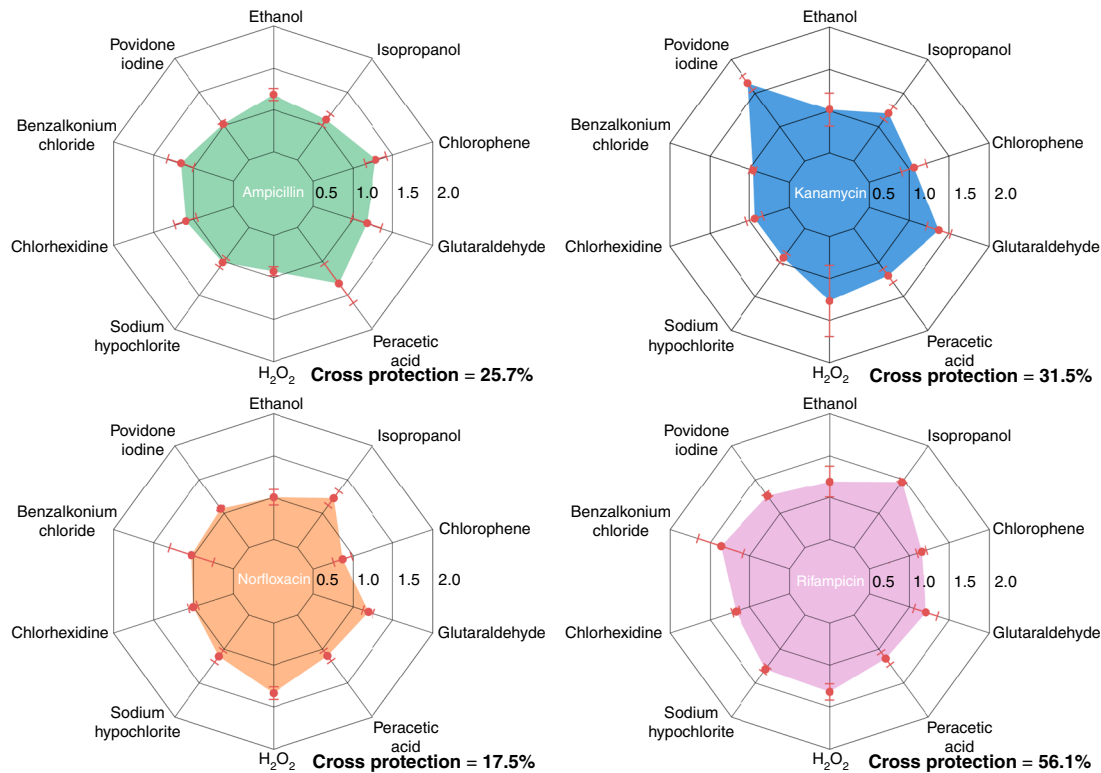 Ethanol
Povidone
iodine
Isopropanol
Benzalkonium
chloride
Chlorophene
Ampicillin 0.5 1.0 1.5 2.0
Chlorhexidine
Glutaraldehyde
Sodium
hypochlorite
Peracetic
acid
H₂O₂
Cross protection = 25.7%
Ethanol
Povidone
iodine
Isopropanol
Benzalkonium
chloride
Chlorophene
Kanamycin 0.5 1.0 1.5 2.0
Chlorhexidine
Glutaraldehyde
Sodium
hypochlorite
Peracetic
acid
H₂O₂
Cross protection = 31.5%
Ethanol
Povidone
iodine
Isopropanol
Benzalkonium
chloride
Chlorophene
Norfloxacin 0.5 1.0 1.5 2.0
Chlorhexidine
Glutaraldehyde
Sodium
hypochlorite
Peracetic
acid
H₂O₂
Cross protection = 17.5%
Ethanol
Povidone
iodine
Isopropanol
Benzalkonium
chloride
Chlorophene
Rifampicin 0.5 1.0 1.5 2.0
Chlorhexidine
Glutaraldehyde
Sodium
hypochlorite
Peracetic
acid
H₂O₂
Cross protection = 56.1%